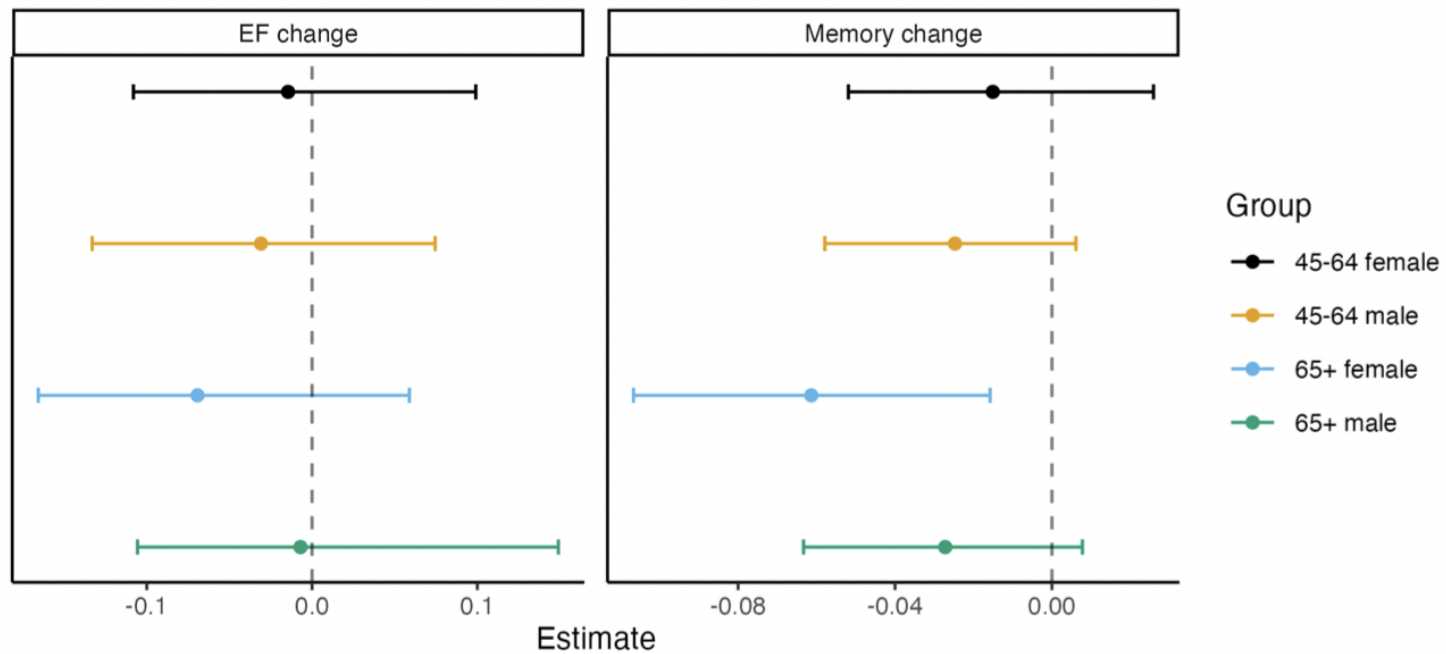 EF change
Memory change
Group
45-64 female
45-64 male
65+ female
65+ male
-0.1 0.0 0.1
-0.08 -0.04 0.00
Estimate